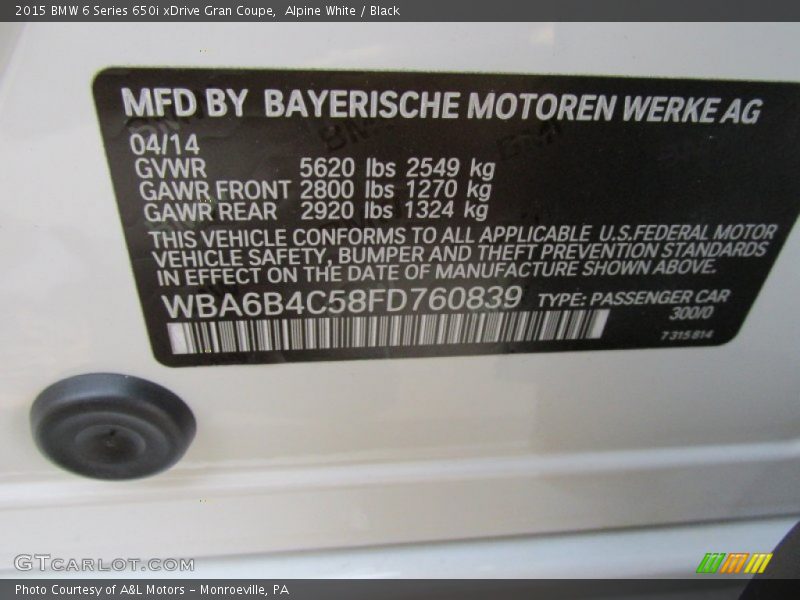 2015 BMW 6 Series 650i xDrive Gran Coupe,  Alpine White / Black
MFD BY BAYERISCHE MOTOREN WERKE AG
04/14
GVWR 5620 lbs 2549 kg
GAWR FRONT 2800 lbs 1270 kg
GAWR REAR 2920 lbs 1324 kg
THIS VEHICLE CONFORMS TO ALL APPLICABLE U.S.FEDERAL MOTOR
VEHICLE SAFETY, BUMPER AND THEFT PREVENTION STANDARDS
IN EFFECT ON THE DATE OF MANUFACTURE SHOWN ABOVE.
WBA6B4C58FD760839 TYPE: PASSENGER CAR
300/0
7 315 814
GTCARLOT.COM
Photo Courtesy of A&L Motors – Monroeville, PA